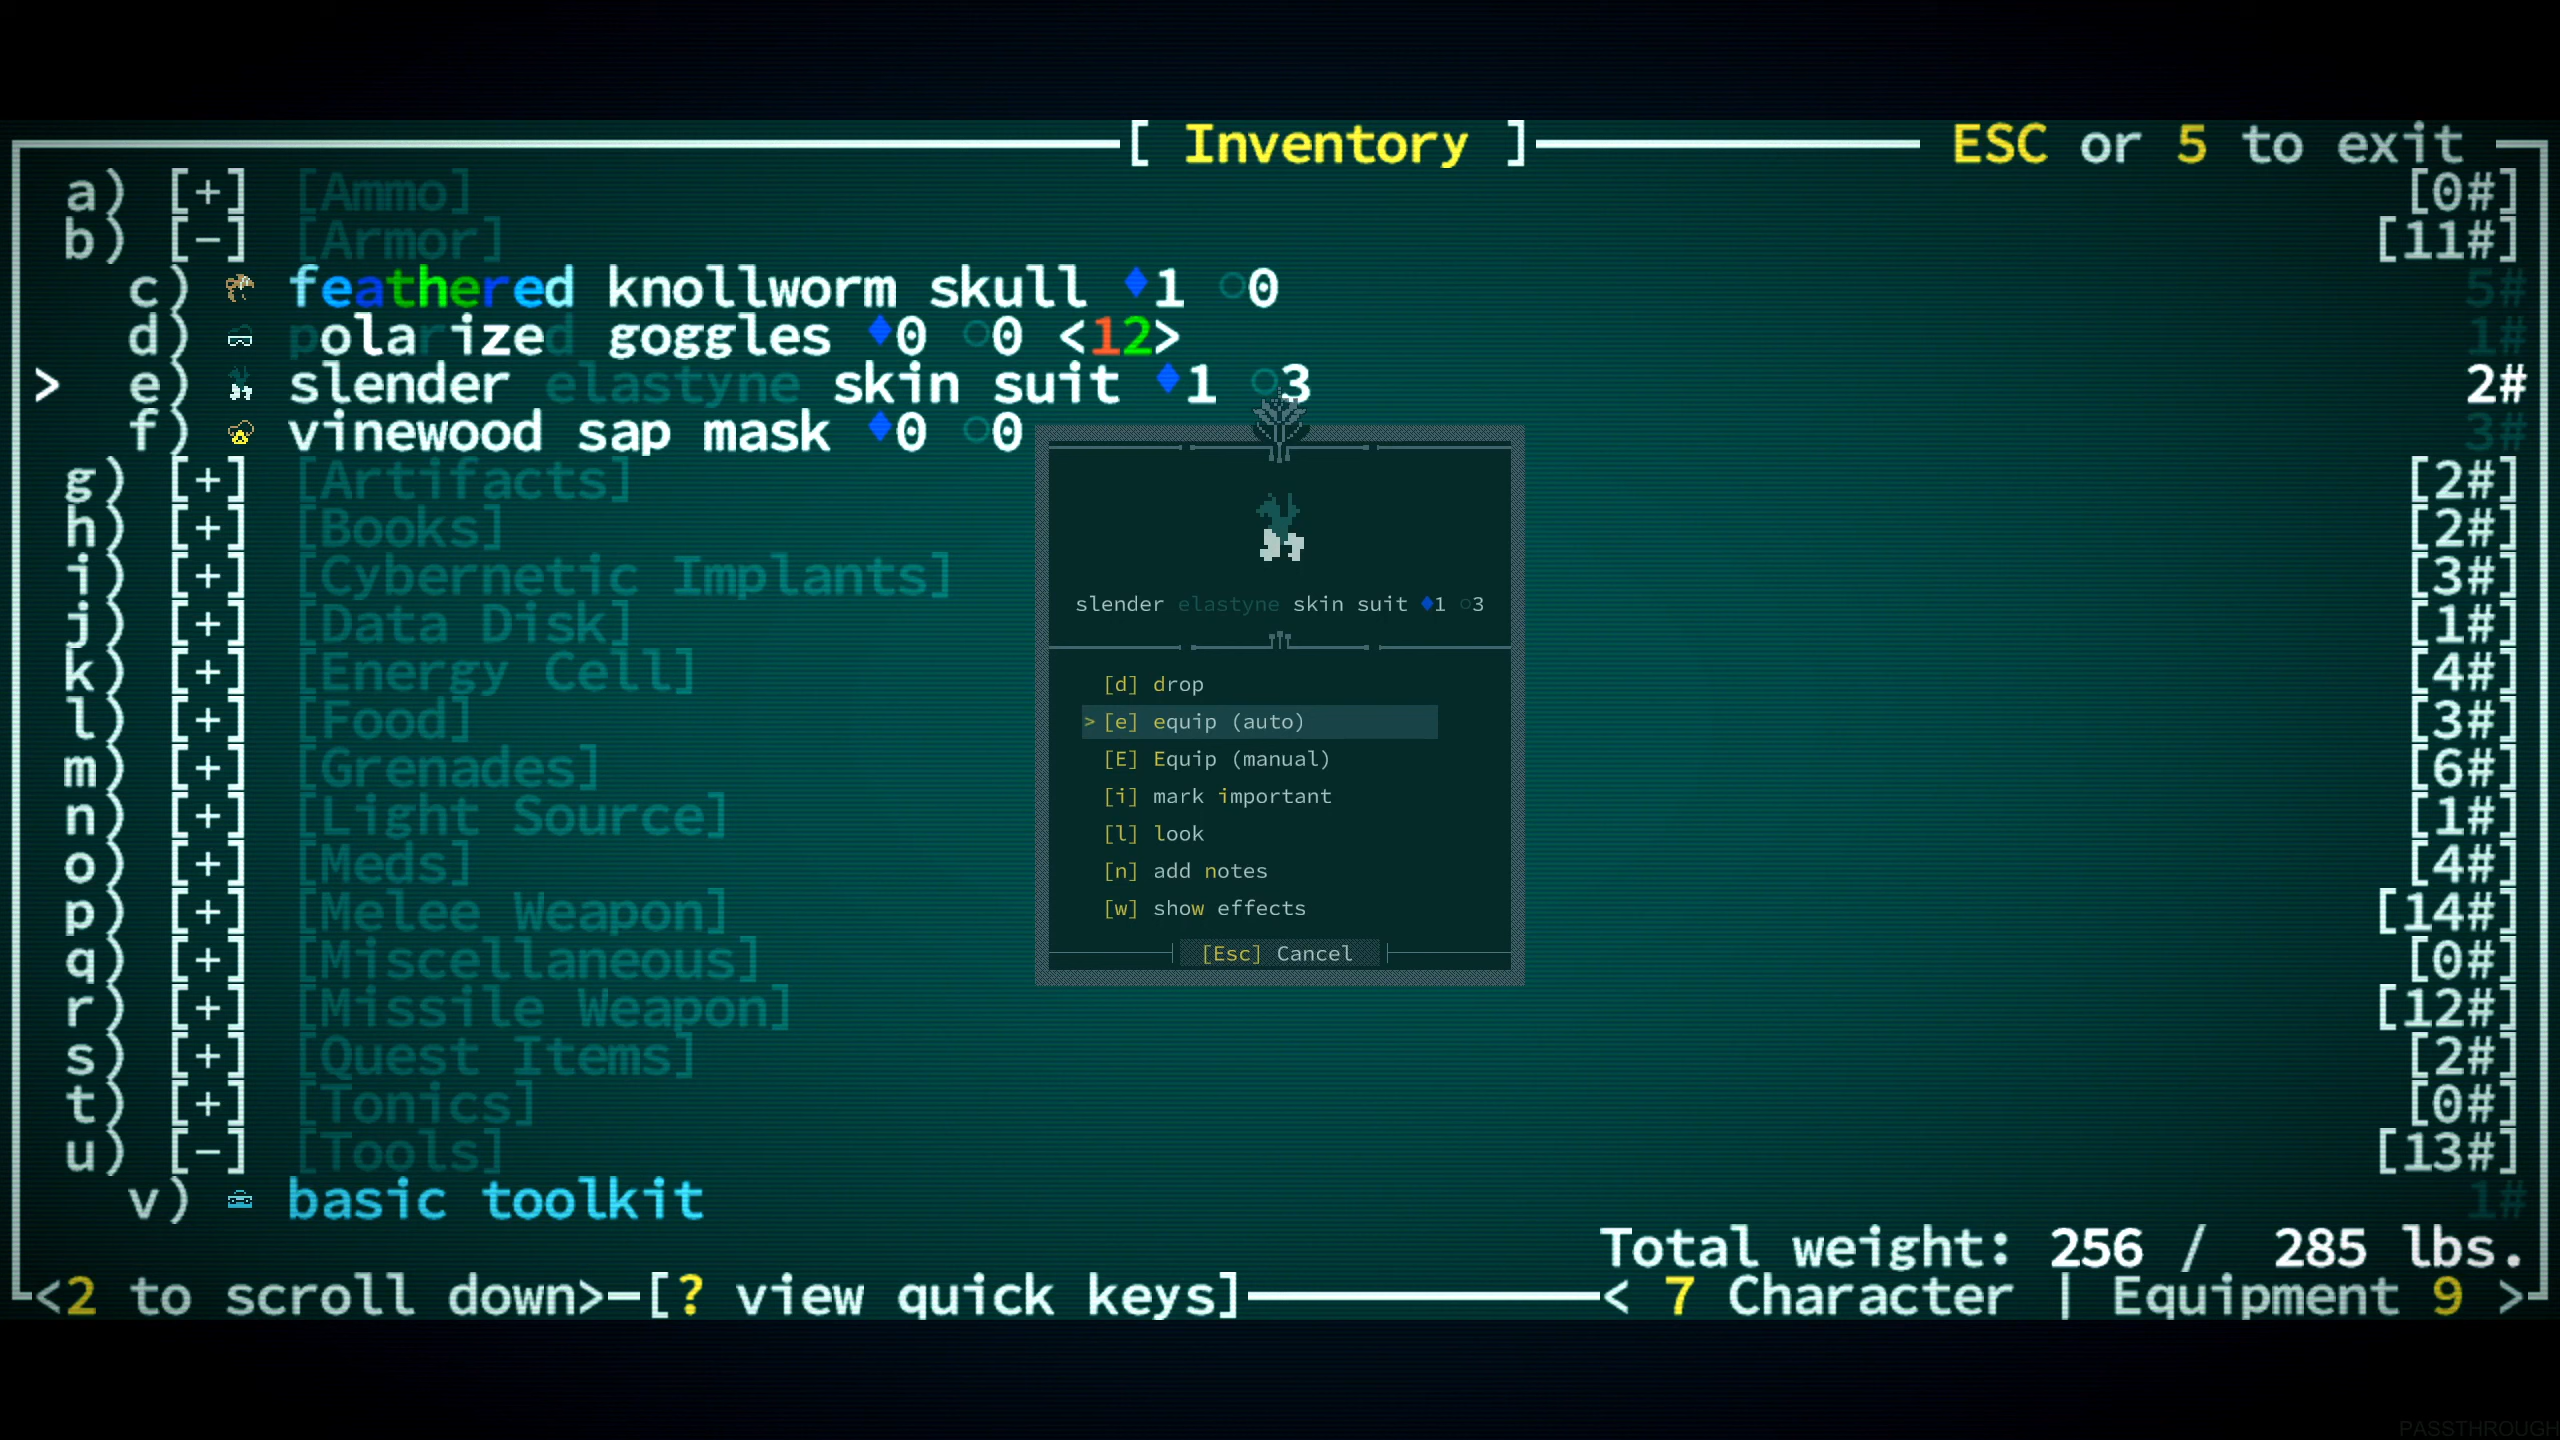 [ Inventory ] ESC or 5 to exit
a) [+] [Ammo] [0#]
b) [-] [Armor] [11#]
c) feathered knollworm skull ♦1 ○0 5#
d) polarized goggles ♦0 ○0 <12> 1#
> e) slender elastyne skin suit ♦1 ○3 2#
f) vinewood sap mask ♦0 ○0 3#
g) [+] [Artifacts] [2#]
h) [+] [Books] [2#]
i) [+] [Cybernetic Implants] [3#]
j) [+] [Data Disk] [1#]
k) [+] [Energy Cell] [4#]
l) [+] [Food] [3#]
m) [+] [Grenades] [6#]
n) [+] [Light Source] [1#]
o) [+] [Meds] [4#]
p) [+] [Melee Weapon] [14#]
q) [+] [Miscellaneous] [0#]
r) [+] [Missile Weapon] [12#]
s) [+] [Quest Items] [2#]
t) [+] [Tonics] [0#]
u) [-] [Tools] [13#]
v) basic toolkit 1#
Total weight: 256 / 285 lbs.
<2 to scroll down> [? view quick keys] < 7 Character | Equipment 9 >
slender elastyne skin suit ♦1 ○3
[d] drop
> [e] equip (auto)
[E] Equip (manual)
[i] mark important
[l] look
[n] add notes
[w] show effects
[Esc] Cancel
PASSTHROUGH